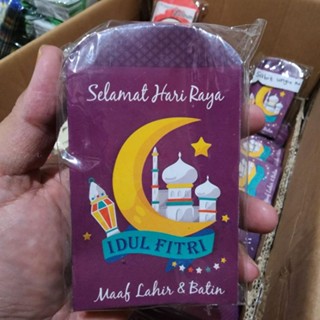 Selamat Hari Raya
IDUL FITRI
Maaf Lahir & Batin